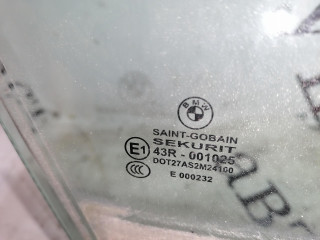 BMW
SAINT-GOBAIN
SEKURIT
E1 43R - 001025
DOT27AS2M24100
CCC
E 000232